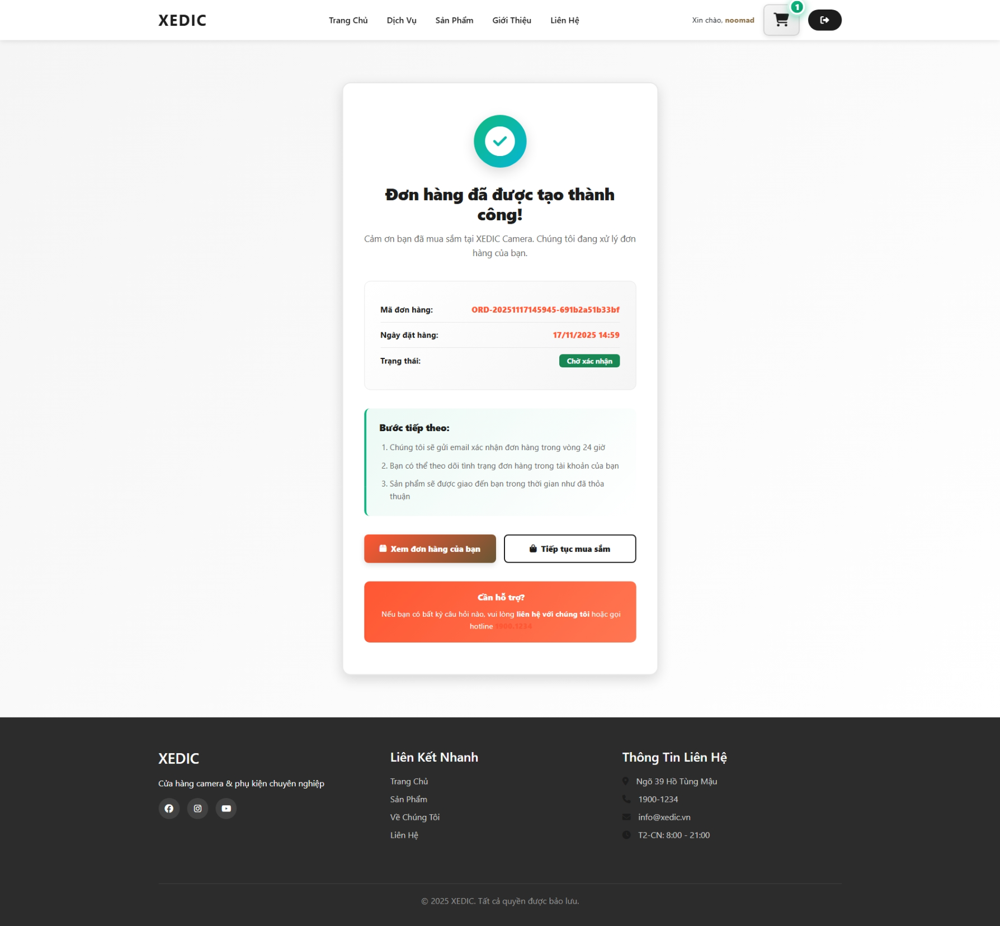 XEDIC
Trang Chủ
Dịch Vụ
Sản Phẩm
Giới Thiệu
Liên Hệ
Xin chào, noomad
1
Đơn hàng đã được tạo thành
công!
Cảm ơn bạn đã mua sắm tại XEDIC Camera. Chúng tôi đang xử lý đơn
hàng của bạn.
Mã đơn hàng: ORD-20251117145945-691b2a51b33bf
Ngày đặt hàng: 17/11/2025 14:59
Trạng thái: Chờ xác nhận
Bước tiếp theo:
1. Chúng tôi sẽ gửi email xác nhận đơn hàng trong vòng 24 giờ
2. Bạn có thể theo dõi tình trạng đơn hàng trong tài khoản của bạn
3. Sản phẩm sẽ được giao đến bạn trong thời gian như đã thỏa
thuận
Xem đơn hàng của bạn
Tiếp tục mua sắm
Cần hỗ trợ?
Nếu bạn có bất kỳ câu hỏi nào, vui lòng liên hệ với chúng tôi hoặc gọi
hotline 1900.1234
XEDIC
Cửa hàng camera & phụ kiện chuyên nghiệp
Liên Kết Nhanh
Trang Chủ
Sản Phẩm
Về Chúng Tôi
Liên Hệ
Thông Tin Liên Hệ
Ngõ 39 Hồ Tùng Mậu
1900-1234
info@xedic.vn
T2-CN: 8:00 - 21:00
© 2025 XEDIC. Tất cả quyền được bảo lưu.